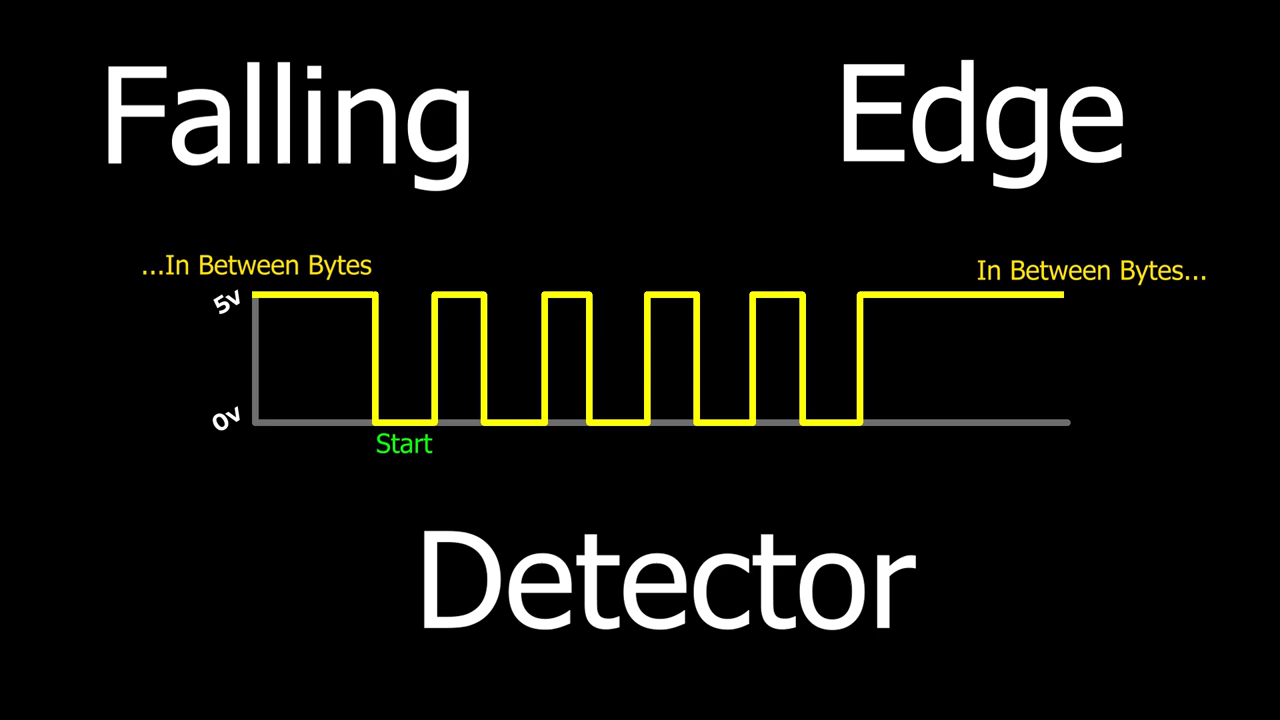 Falling Edge
...In Between Bytes
In Between Bytes...
5v
0v
Start
Detector